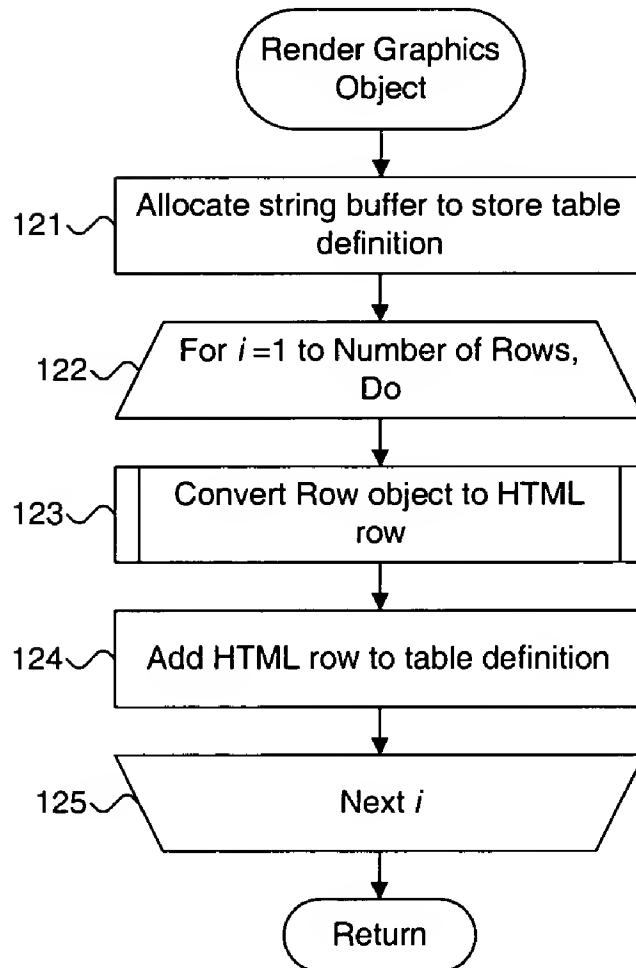 Render Graphics
Object
121
Allocate string buffer to store table
definition
122
For i =1 to Number of Rows,
Do
123
Convert Row object to HTML
row
124
Add HTML row to table definition
125
Next i
Return